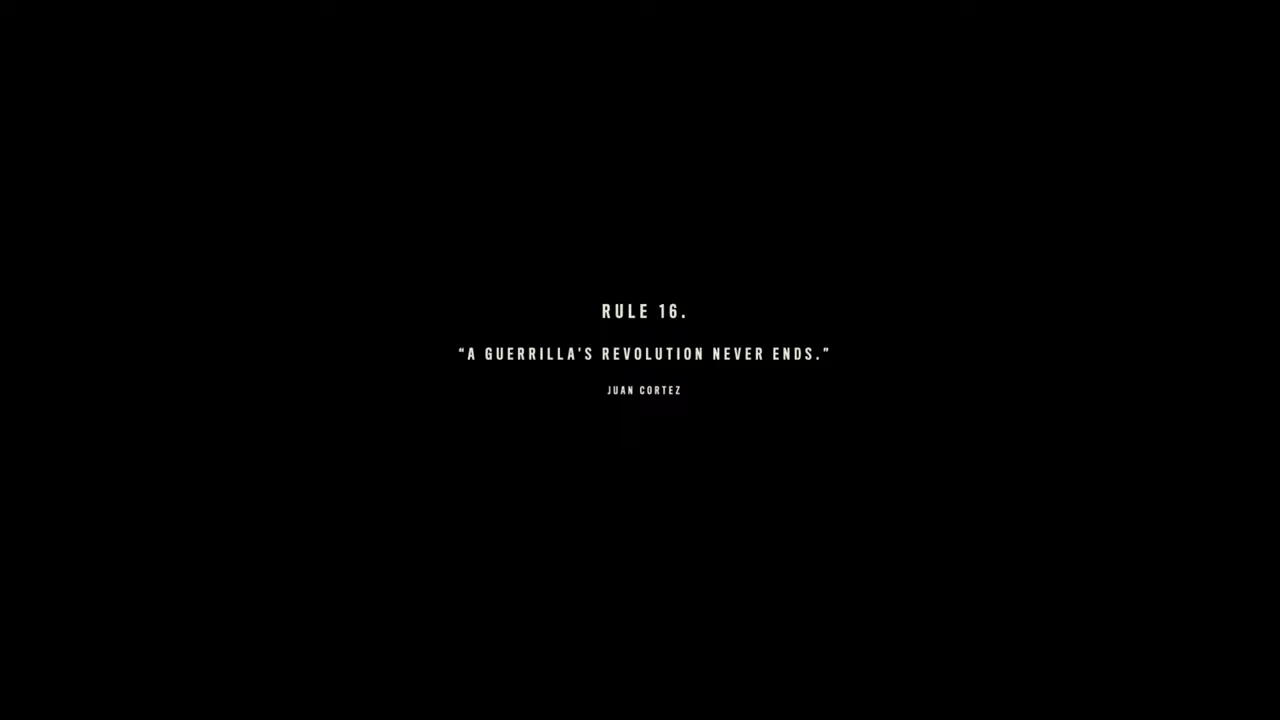 RULE 16.
“A GUERRILLA'S REVOLUTION NEVER ENDS.”
JUAN CORTEZ